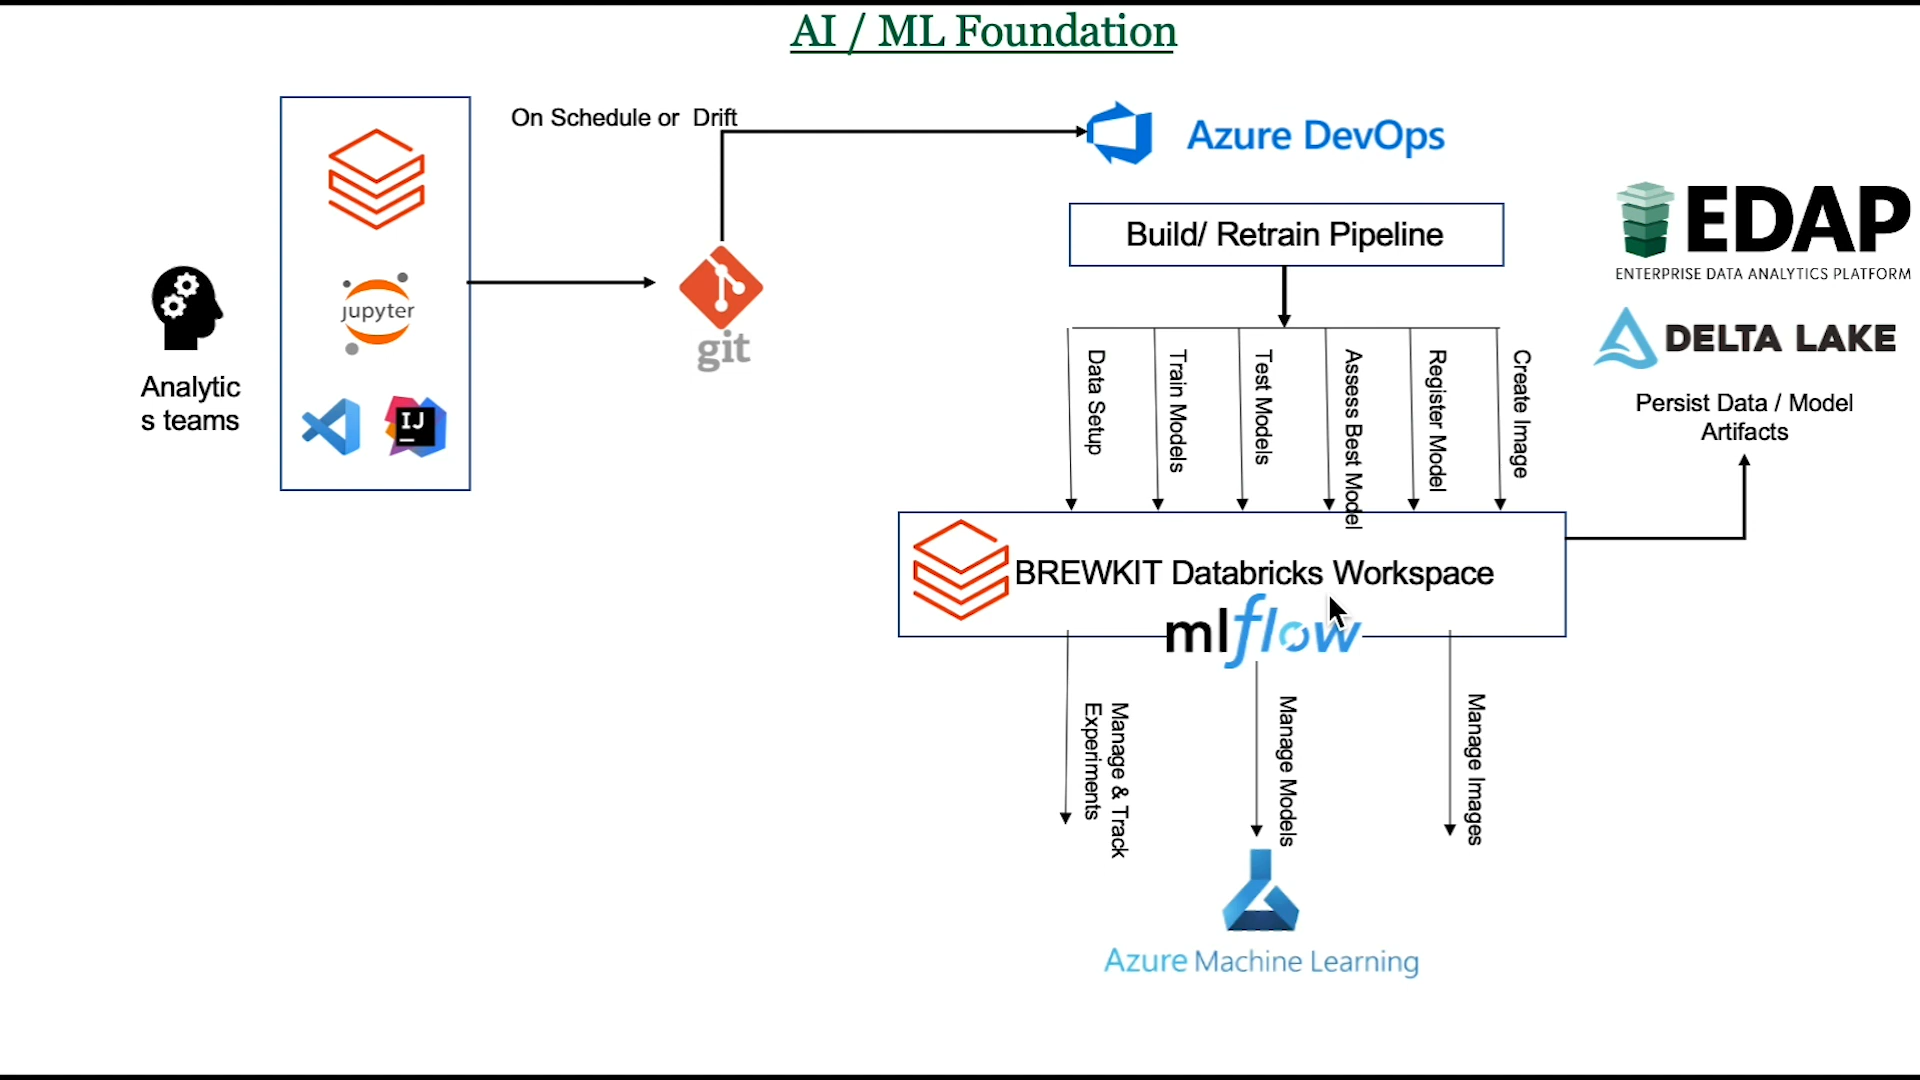 AI / ML Foundation
On Schedule or Drift
Azure DevOps
Build/ Retrain Pipeline
EDAP
ENTERPRISE DATA ANALYTICS PLATFORM
DELTA LAKE
Persist Data / Model
Artifacts
jupyter
IJ
Analytic
s teams
git
Data Setup
Train Models
Test Models
Assess Best Model
Register Model
Create Image
BREWKIT Databricks Workspace
mlflow
Manage & Track
Experiments
Manage Models
Manage Images
Azure Machine Learning